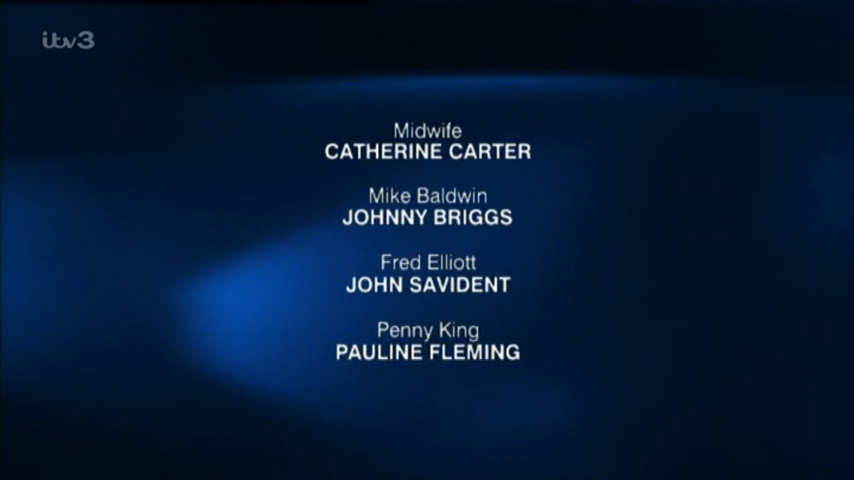 itv3
Midwife
CATHERINE CARTER
Mike Baldwin
JOHNNY BRIGGS
Fred Elliott
JOHN SAVIDENT
Penny King
PAULINE FLEMING